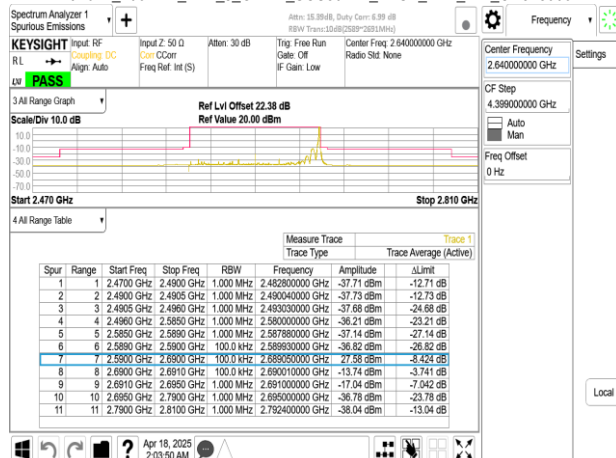 Spectrum Analyzer 1
Spurious Emissions
Attn: 15.39dB, Duty Corr: 6.99 dB
RBW Trans:10dB(2589~2691MHz)
Frequency
Settings
KEYSIGHT
RL
PASS
Input: RF
Coupling: DC
Align: Auto
Input Z: 50 Ω
Corr CCorr
Freq Ref: Int (S)
Atten: 30 dB
Trig: Free Run
Gate: Off
IF Gain: Low
Center Freq: 2.640000000 GHz
Radio Std: None
Center Frequency
2.640000000 GHz
CF Step
4.399000000 GHz
Auto
Man
Freq Offset
0 Hz
3 All Range Graph
Scale/Div 10.0 dB
Ref Lvl Offset 22.38 dB
Ref Value 20.00 dBm
10.0
-10.0
-30.0
-50.0
-70.0
Start 2.470 GHz
Stop 2.810 GHz
4 All Range Table
Measure Trace Trace 1
Trace Type Trace Average (Active)
Spur Range Start Freq Stop Freq RBW Frequency Amplitude ΔLimit
1 1 2.4700 GHz 2.4900 GHz 1.000 MHz 2.482800000 GHz -37.71 dBm -12.71 dB
2 2 2.4900 GHz 2.4905 GHz 1.000 MHz 2.490040000 GHz -37.73 dBm -12.73 dB
3 3 2.4905 GHz 2.4960 GHz 1.000 MHz 2.493030000 GHz -37.68 dBm -24.68 dB
4 4 2.4960 GHz 2.5850 GHz 1.000 MHz 2.580000000 GHz -36.21 dBm -23.21 dB
5 5 2.5850 GHz 2.5890 GHz 1.000 MHz 2.587880000 GHz -37.14 dBm -27.14 dB
6 6 2.5890 GHz 2.5900 GHz 100.0 kHz 2.589930000 GHz -36.82 dBm -26.82 dB
7 7 2.5900 GHz 2.6900 GHz 100.0 kHz 2.689050000 GHz 27.58 dBm -8.424 dB
8 8 2.6900 GHz 2.6910 GHz 100.0 kHz 2.690010000 GHz -13.74 dBm -3.741 dB
9 9 2.6910 GHz 2.6950 GHz 1.000 MHz 2.691000000 GHz -17.04 dBm -7.042 dB
10 10 2.6950 GHz 2.7900 GHz 1.000 MHz 2.695000000 GHz -36.78 dBm -23.78 dB
11 11 2.7900 GHz 2.8100 GHz 1.000 MHz 2.792400000 GHz -38.04 dBm -13.04 dB
Local
Apr 18, 2025
2:03:50 AM